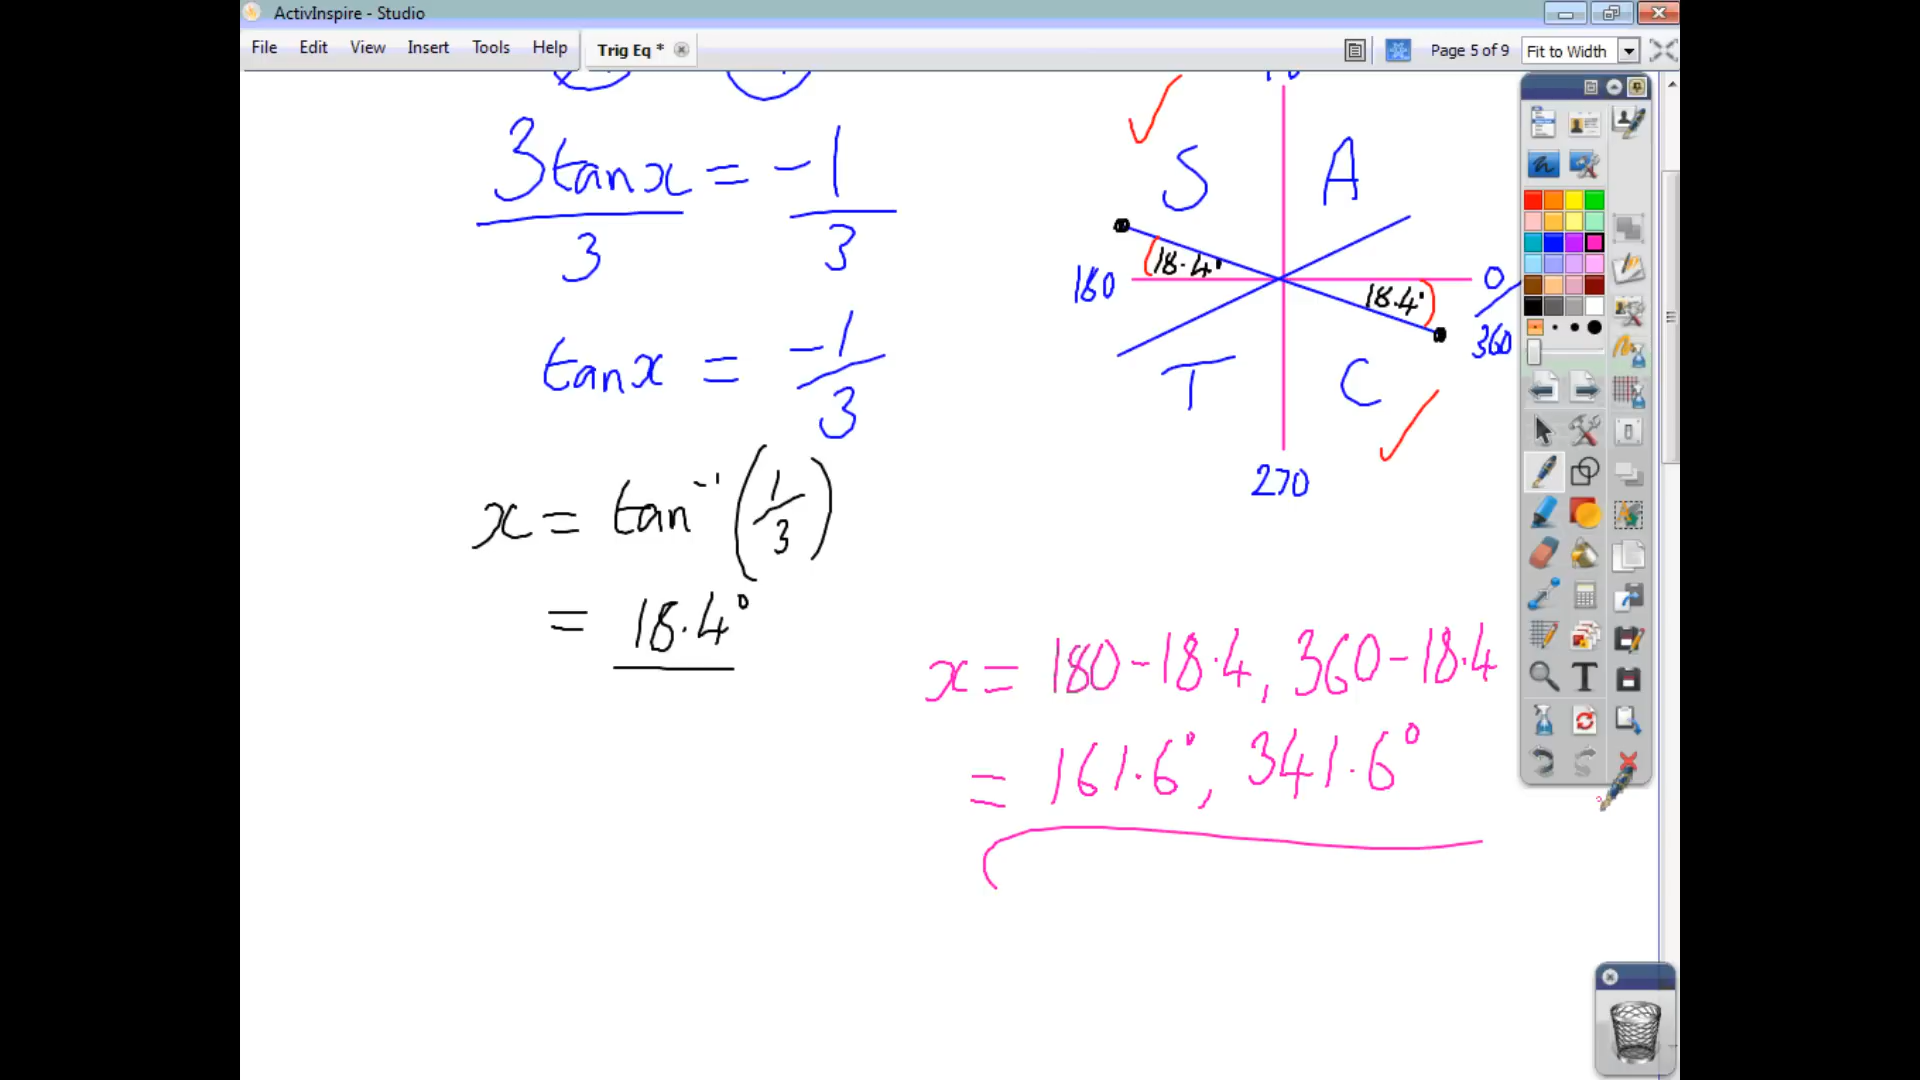 ActivInspire - Studio
File Edit View Insert Tools Help Trig Eq * Page 5 of 9 Fit to Width
3tanx = -1
3 3
tanx = -1/3
x = tan⁻¹(1/3)
= 18.4°
S A
18.4°
180 0
18.4°
360
T C
270
x = 180-18.4, 360-18.4
= 161.6°, 341.6°